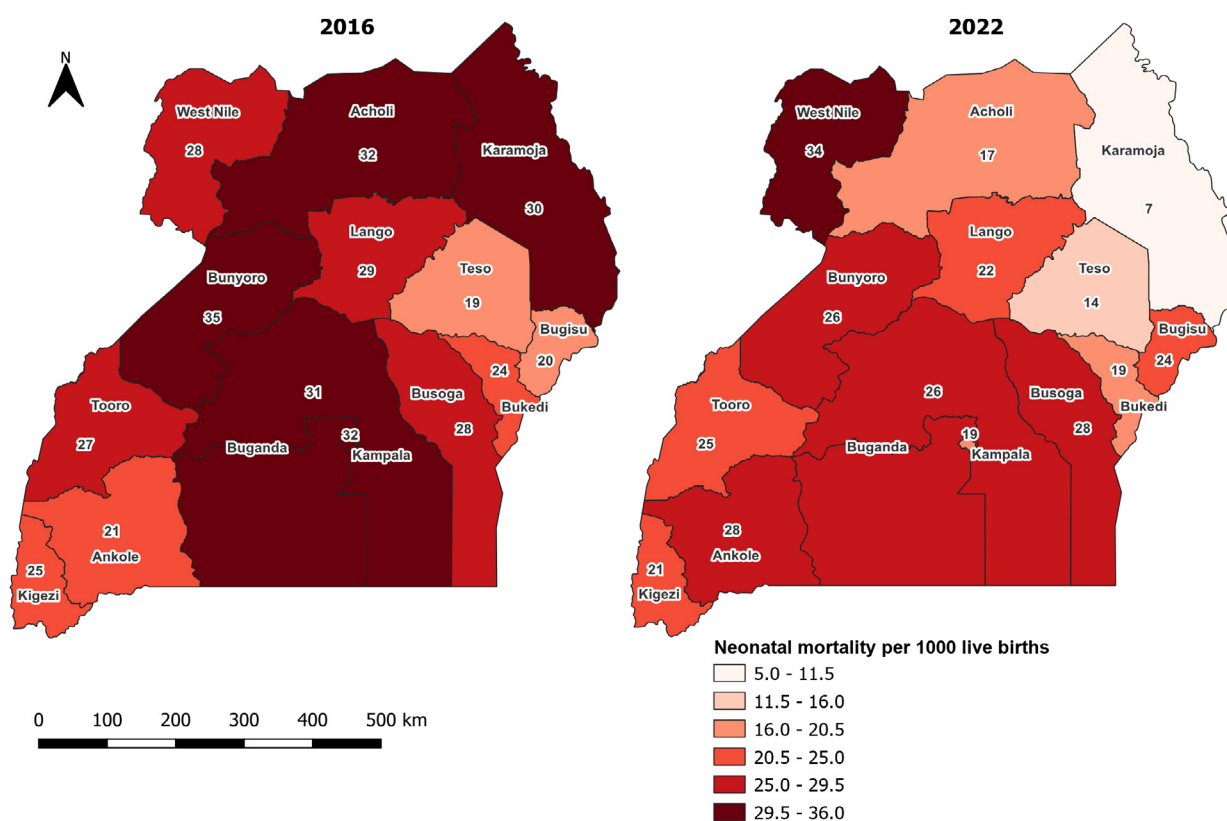 2016
N
West Nile
28
Acholi
32
Karamoja
30
Lango
29
Teso
19
Bunyoro
35
Bugisu
20
24
Bukedi
31
Busoga
28
Tooro
27
Buganda
32
Kampala
21
Ankole
25
Kigezi
0 100 200 300 400 500 km
2022
West Nile
34
Acholi
17
Karamoja
7
Lango
22
Teso
14
Bunyoro
26
Bugisu
24
19
Bukedi
26
Busoga
28
Tooro
25
Buganda
19
Kampala
28
Ankole
21
Kigezi
Neonatal mortality per 1000 live births
5.0 - 11.5
11.5 - 16.0
16.0 - 20.5
20.5 - 25.0
25.0 - 29.5
29.5 - 36.0